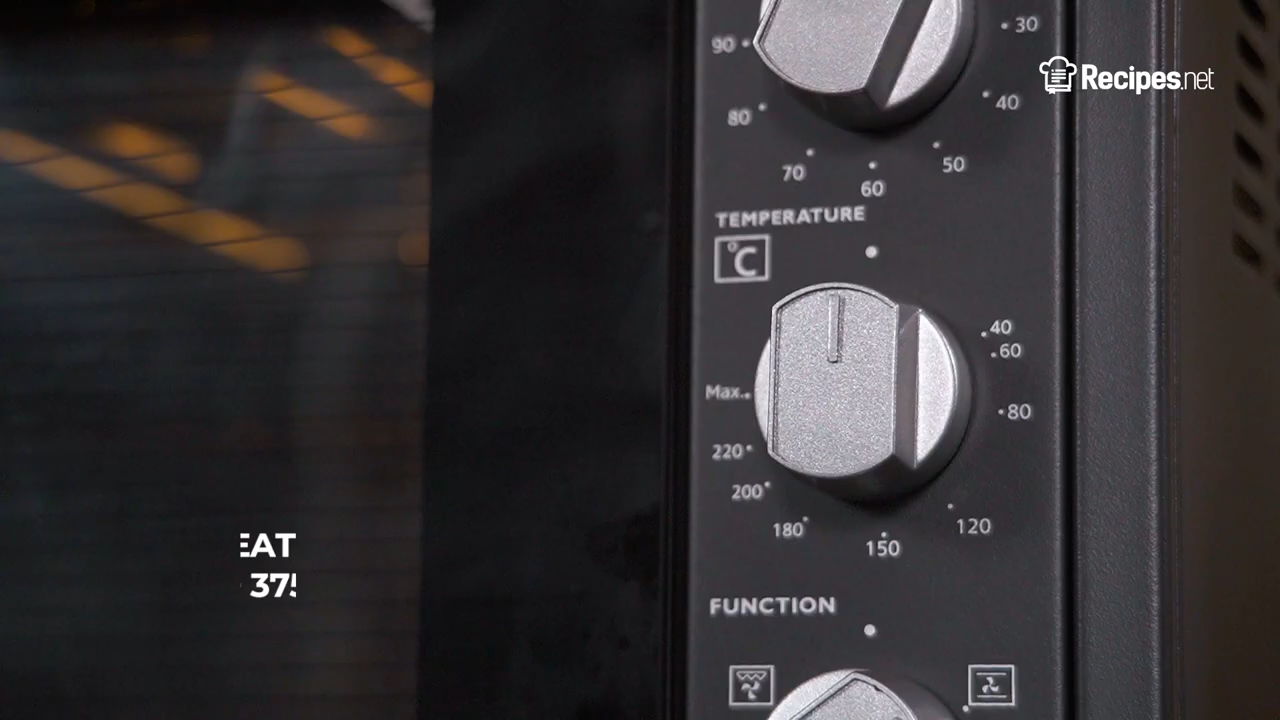 30
Recipes.net
90
40
80
50
70
60
TEMPERATURE
°C
40
60
Max.
80
220
200
120
180
150
EAT
375
FUNCTION